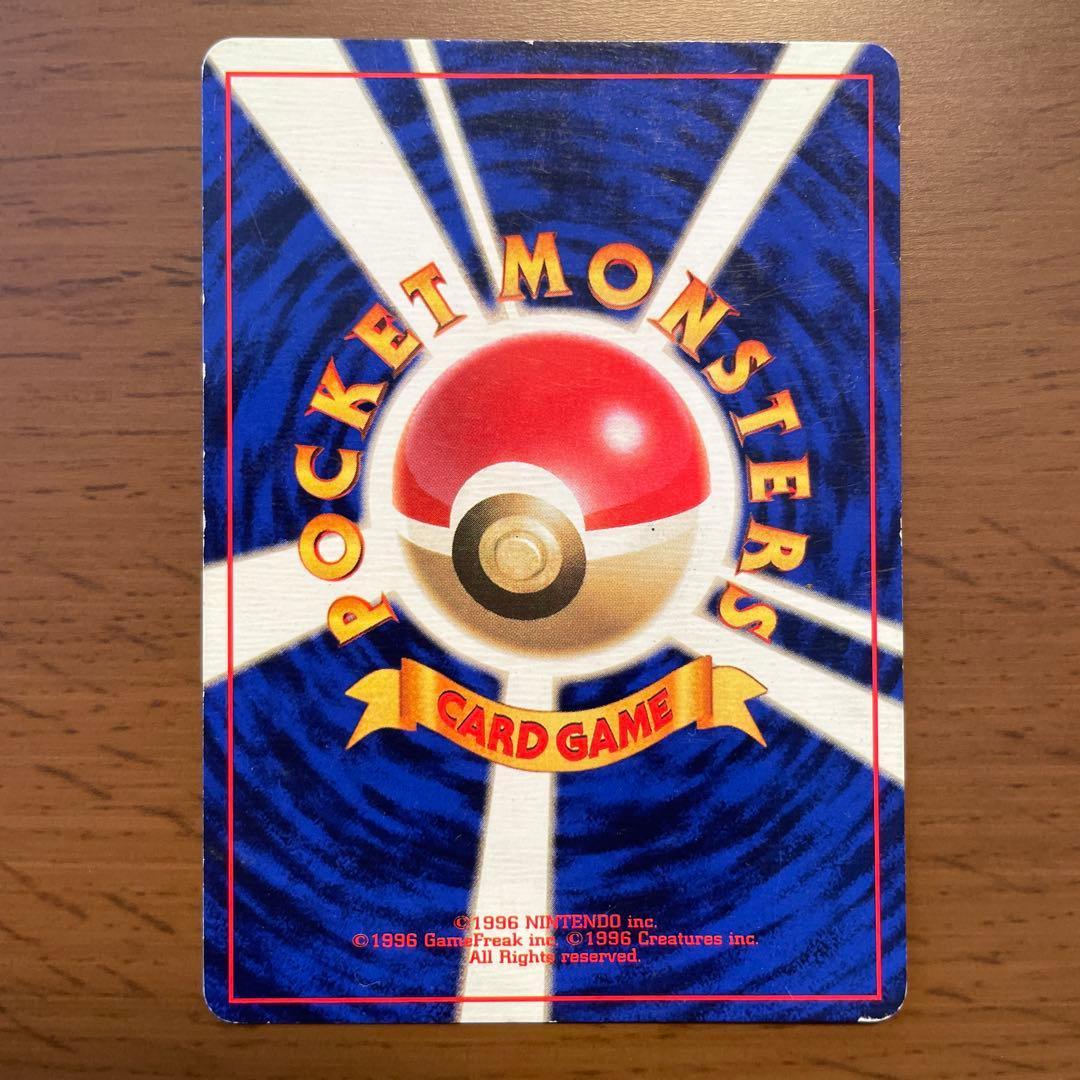 POCKET MONSTERS
CARD GAME
©1996 NINTENDO inc.
©1996 GameFreak inc. ©1996 Creatures inc.
All Rights reserved.